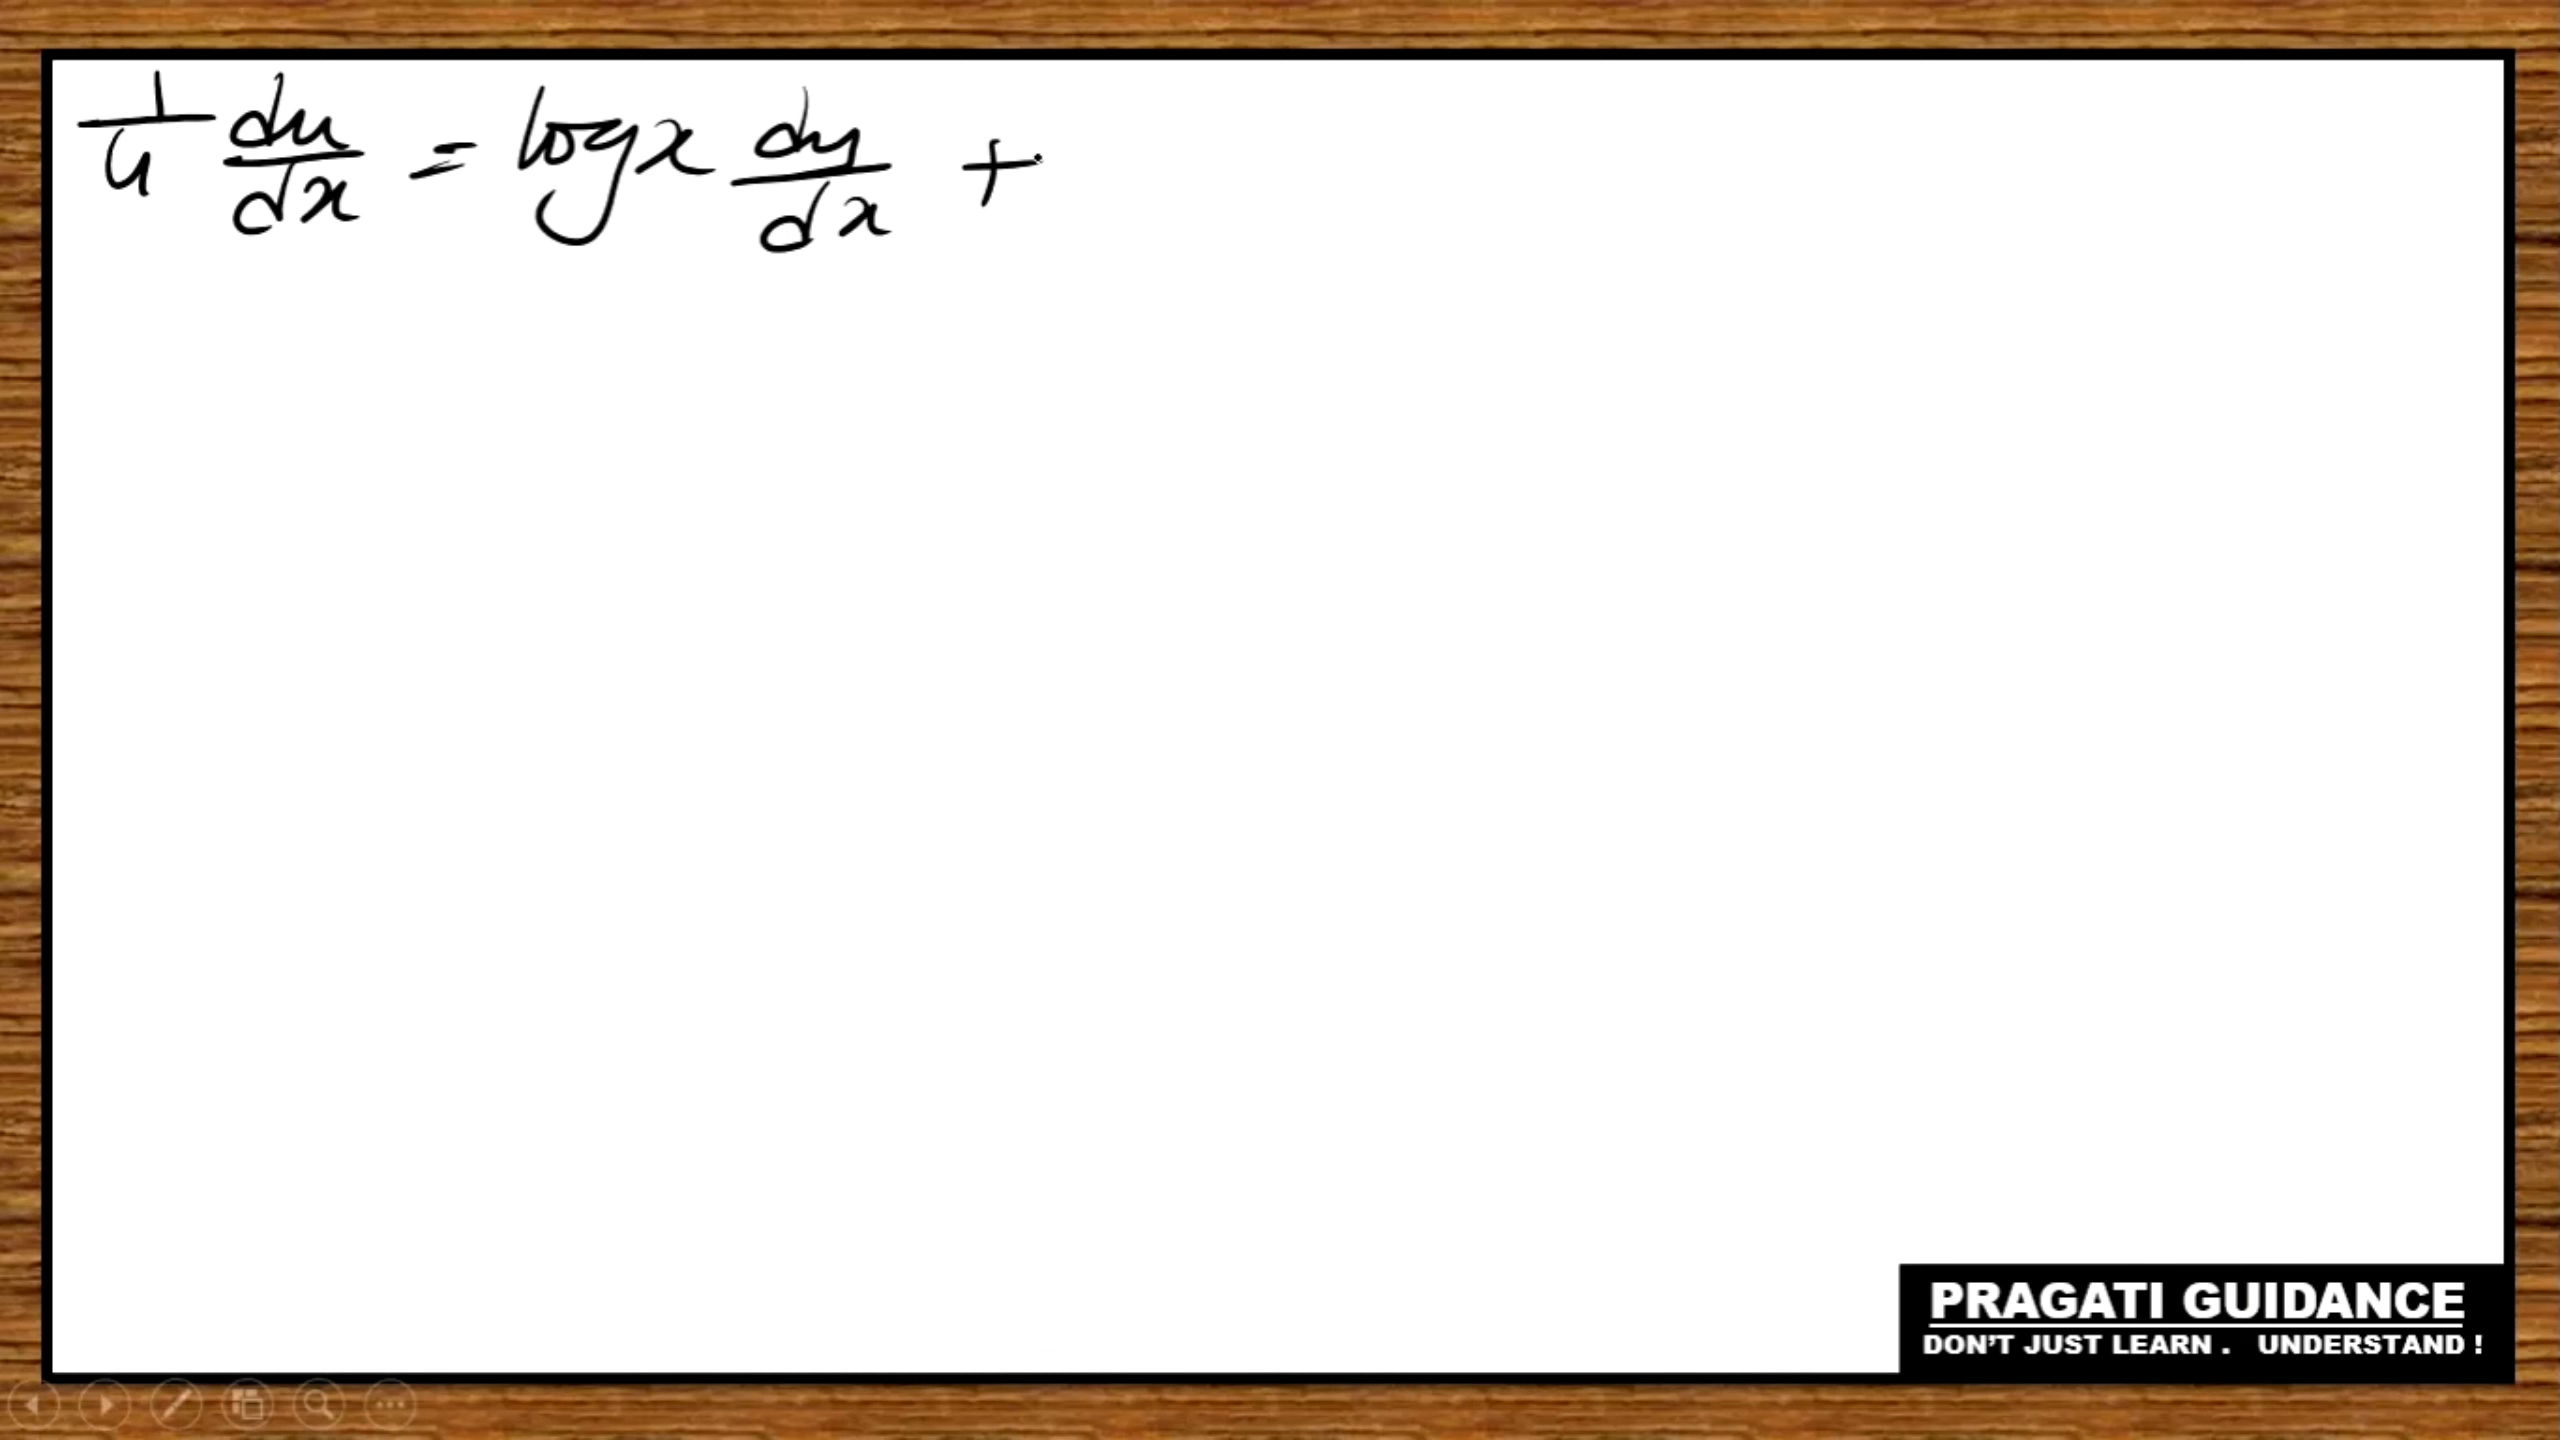 1/u du/dx = logx dy/dx +
PRAGATI GUIDANCE
DON'T JUST LEARN . UNDERSTAND !